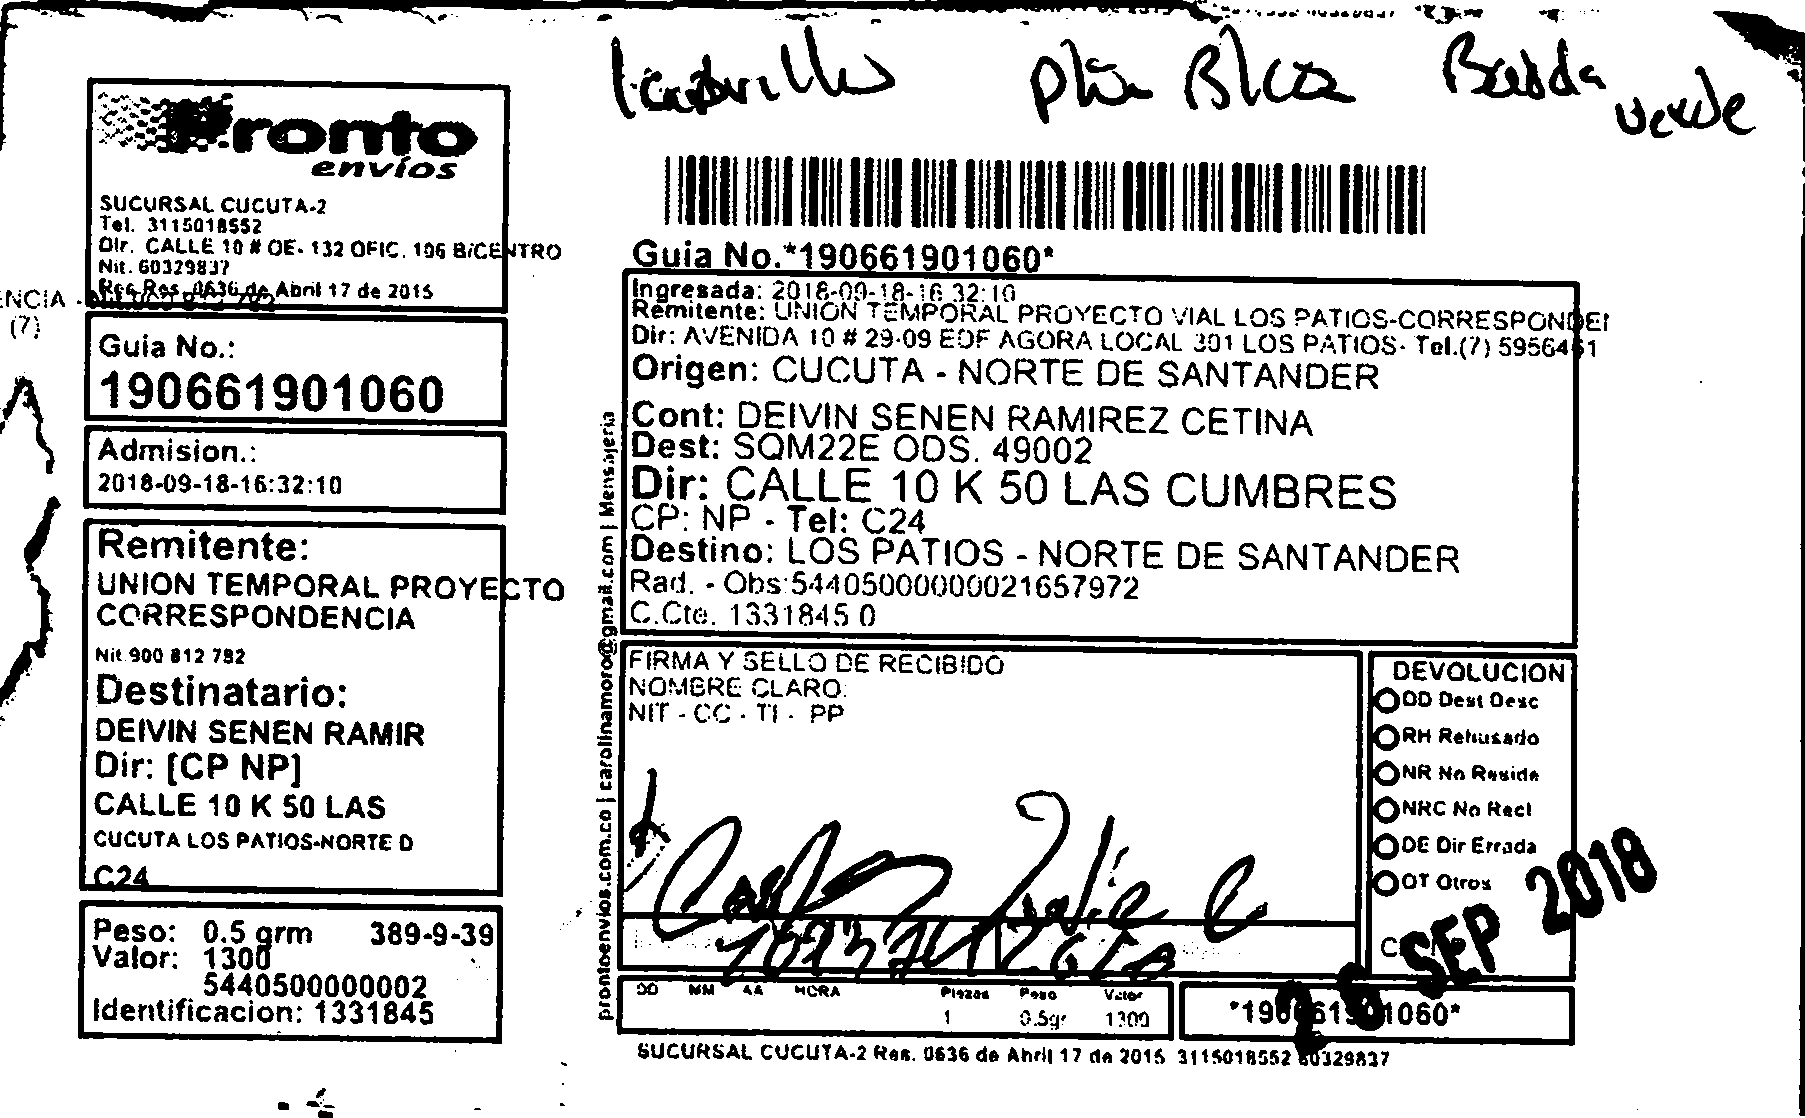 Baldda
verde
Pronto
envíos
SUCURSAL CUCUTA-2
Tel. 3115018552
Dir. CALLE 10 # OE- 132 OFIC. 106 BICENTRO
Nit. 60329837
Res Res. 0636 de Abril 17 de 2015
ENCIA -
(7)
Guia No.:
190661901060
Admision.:
2018-09-18-16:32:10
Remitente:
UNION TEMPORAL PROYECTO
CORRESPONDENCIA
Nit.900 812 782
Destinatario:
DEIVIN SENEN RAMIR
Dir: [CP NP]
CALLE 10 K 50 LAS
CUCUTA LOS PATIOS-NORTE D
C24
Peso: 0.5 grm 389-9-39
Valor: 1300
5440500000002
Identificacion: 1331845
Guia No.*190661901060*
Ingresada: 2018-09-18-16:32:10
Remitente: UNION TEMPORAL PROYECTO VIAL LOS PATIOS-CORRESPONDE
Dir: AVENIDA 10 # 29-09 EDF AGORA LOCAL 301 LOS PATIOS- Tel.(7) 5956461
Origen: CUCUTA - NORTE DE SANTANDER
Cont: DEIVIN SENEN RAMIREZ CETINA
Dest: SQM22E ODS. 49002
Dir: CALLE 10 K 50 LAS CUMBRES
CP: NP - Tel: C24
Destino: LOS PATIOS - NORTE DE SANTANDER
Rad. - Obs:54405000000021657972
C.Cte. 1331845 0
prontoenvios.com.co | carolinamoro@gmail.com | Mensajeria
FIRMA Y SELLO DE RECIBIDO
NOMBRE CLARO:
NIT - CC - TI - PP
DEVOLUCION
DD Dest Desc
RH Rehusado
NR No Reside
NRC No Recl
DE Dir Errada
OT Otros
26 SEP 2018
DD MM AA HORA Piezas Peso Valor
1 0.5gr 1300
*190661901060*
SUCURSAL CUCUTA-2 Res. 0636 de Abril 17 de 2015 3115018552 60329837